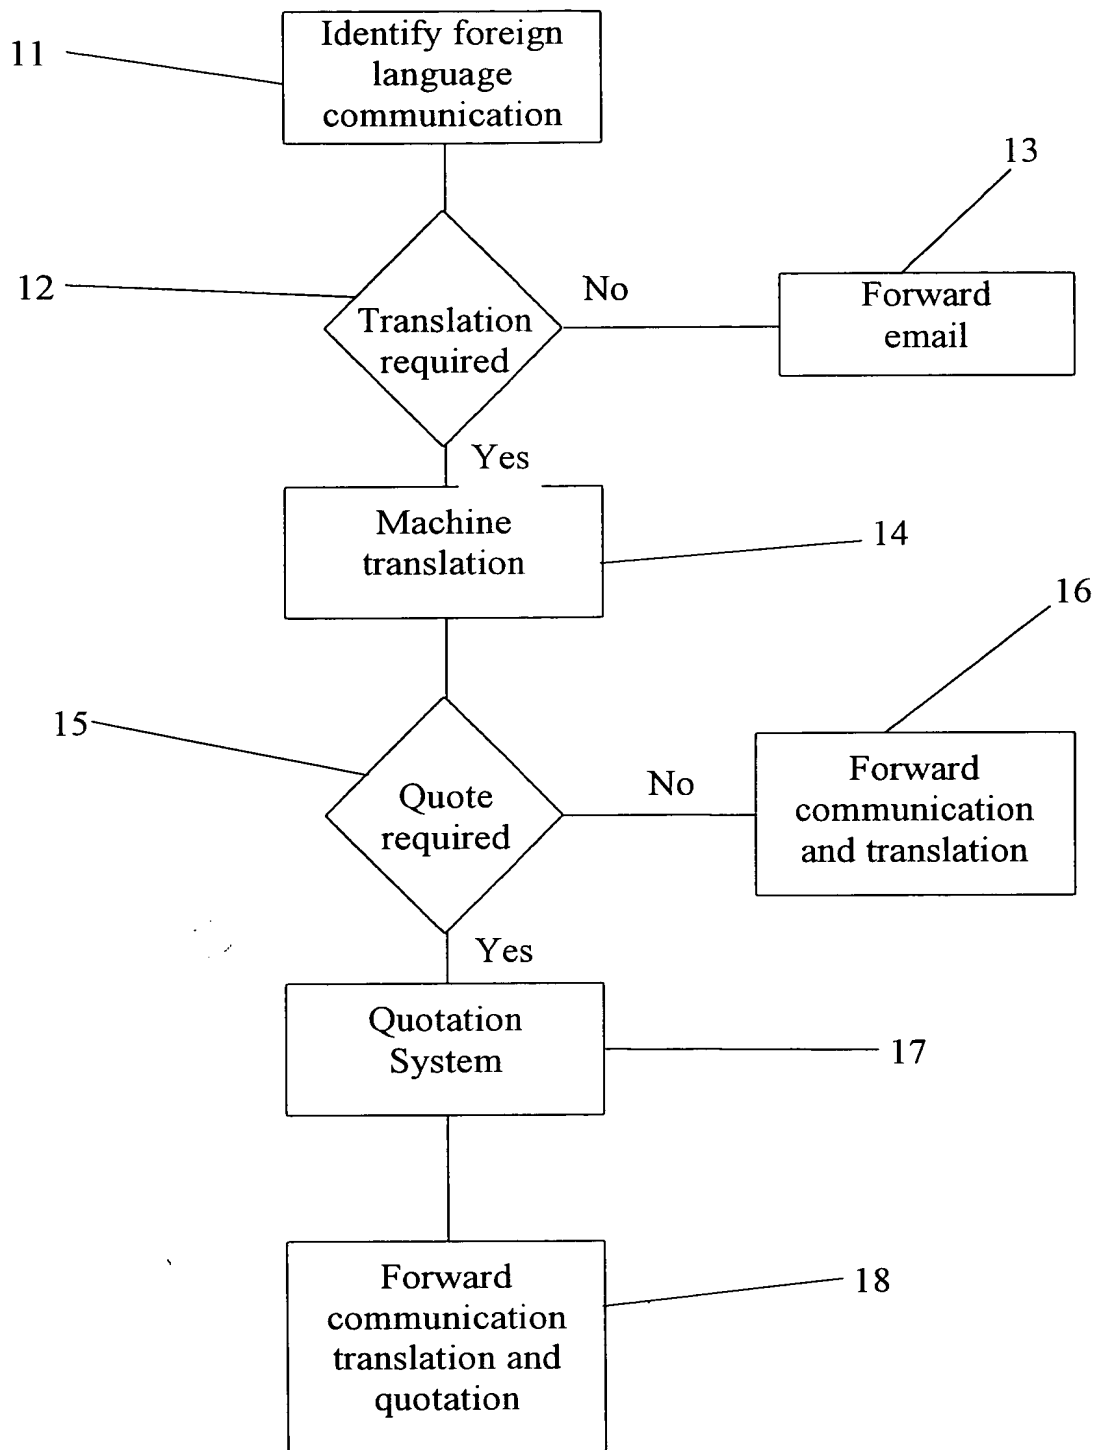 Identify foreign
language
communication
11
13
12
Translation
required
No
Forward
email
Yes
Machine
translation
14
16
15
Quote
required
No
Forward
communication
and translation
Yes
Quotation
System
17
Forward
communication
translation and
quotation
18